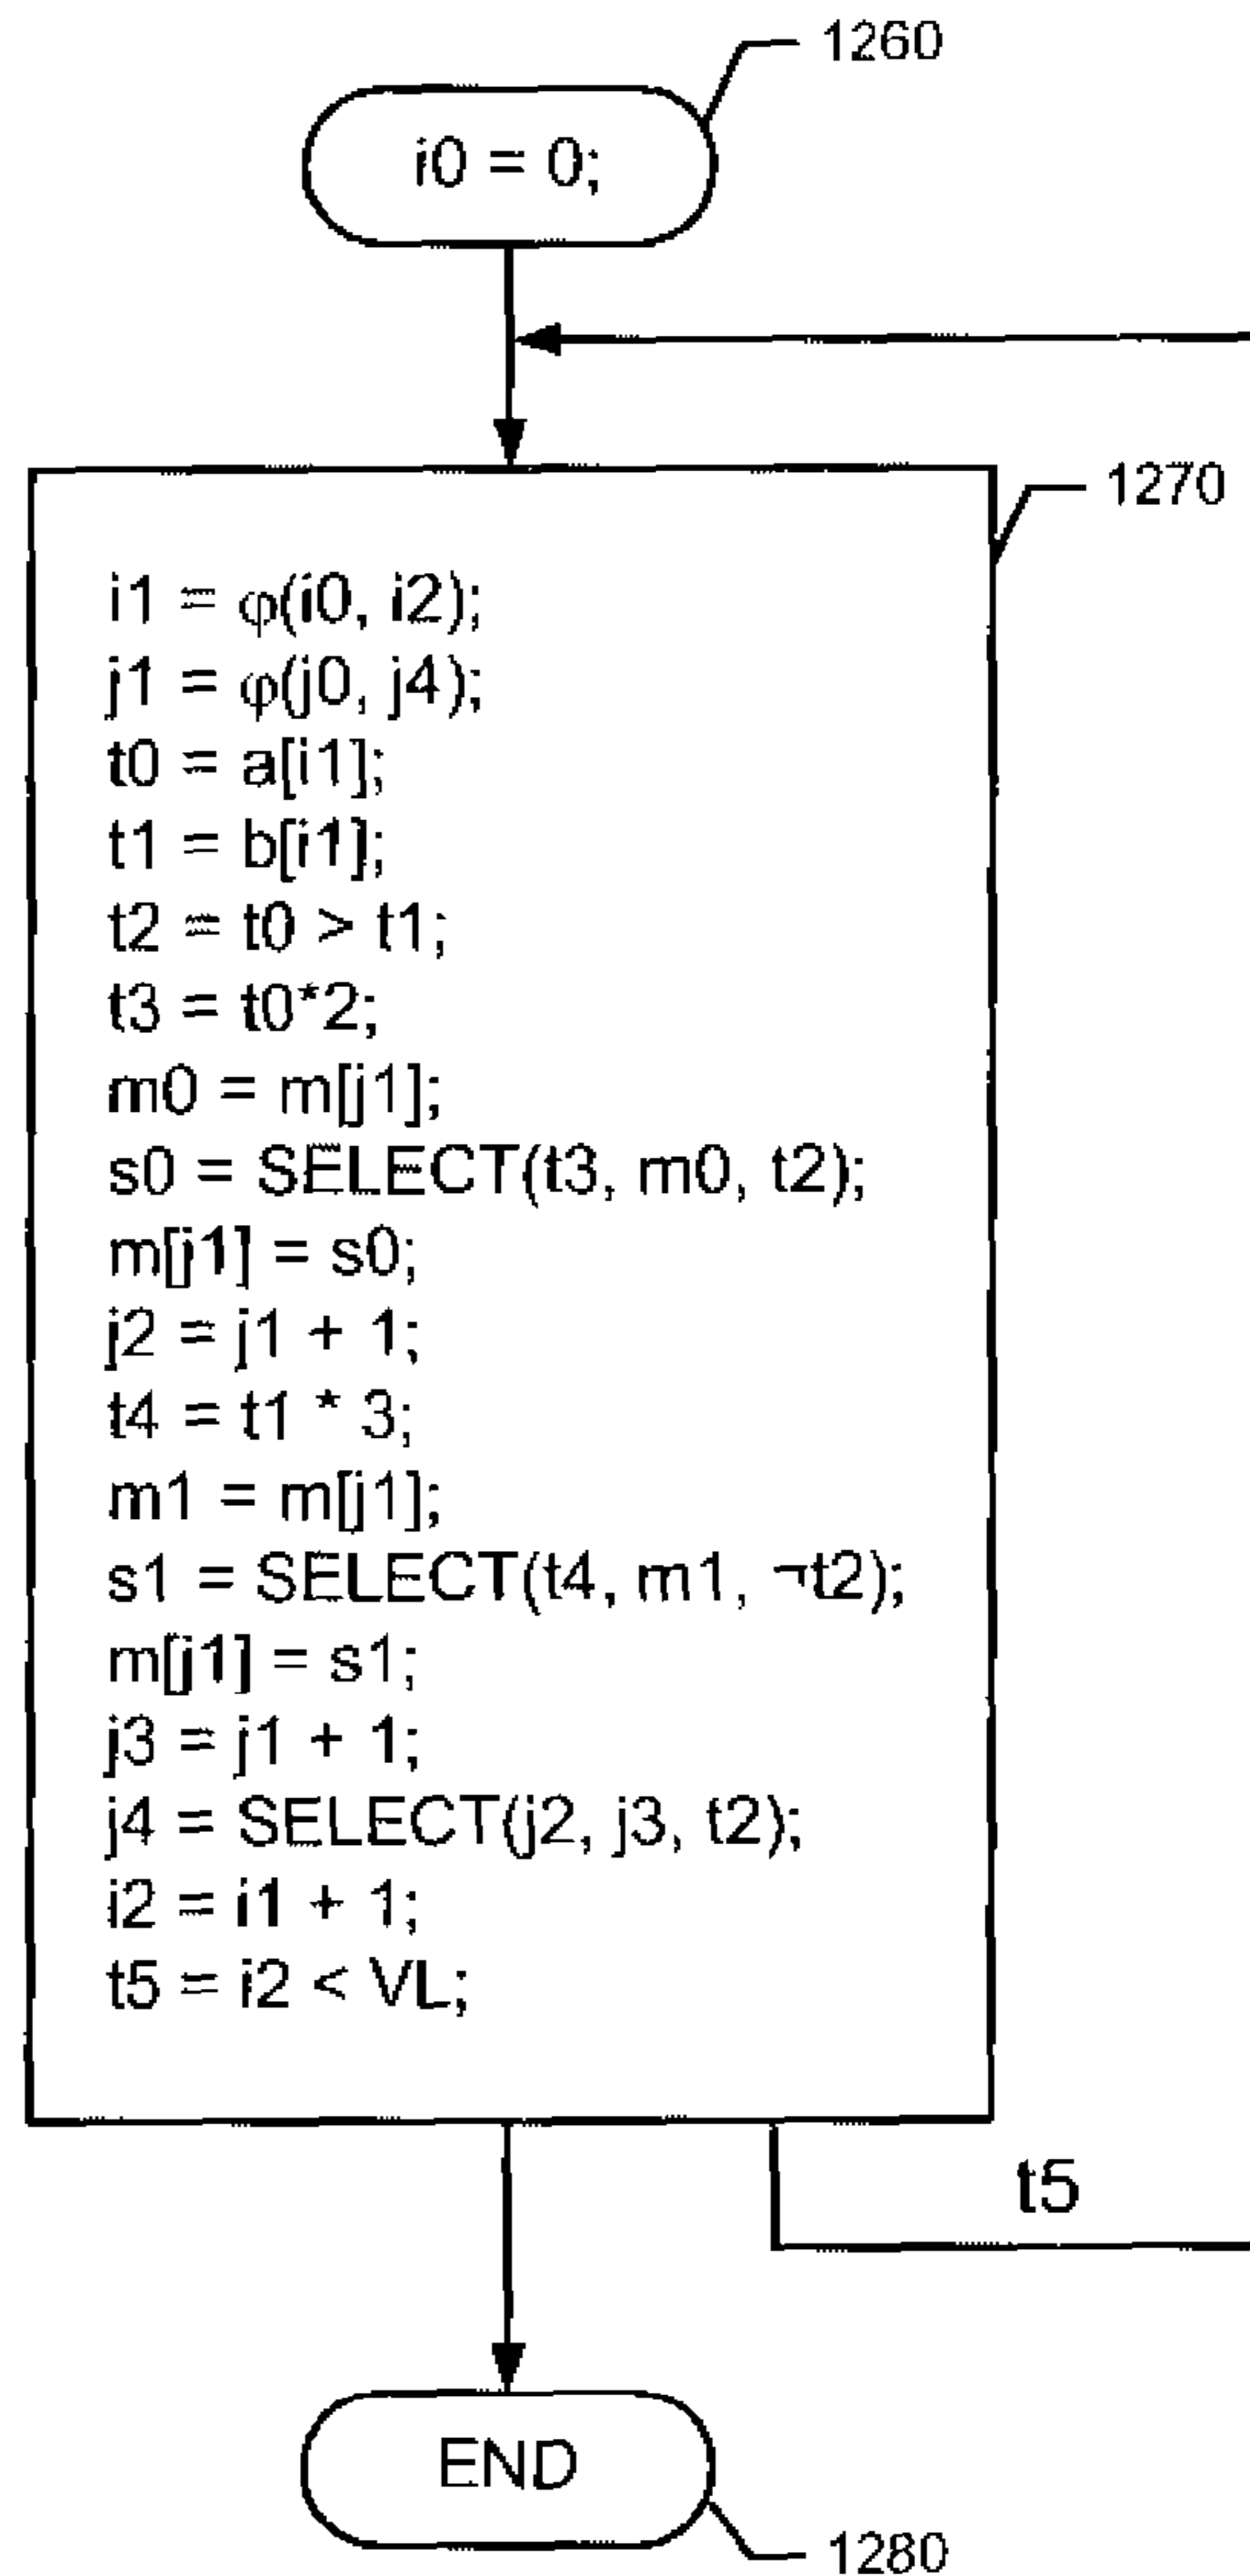 1260
i0 = 0;
1270
i1 = φ(i0, i2);
j1 = φ(j0, j4);
t0 = a[i1];
t1 = b[i1];
t2 = t0 > t1;
t3 = t0*2;
m0 = m[j1];
s0 = SELECT(t3, m0, t2);
m[j1] = s0;
j2 = j1 + 1;
t4 = t1 * 3;
m1 = m[j1];
s1 = SELECT(t4, m1, ¬t2);
m[j1] = s1;
j3 = j1 + 1;
j4 = SELECT(j2, j3, t2);
i2 = i1 + 1;
t5 = i2 < VL;
t5
END
1280